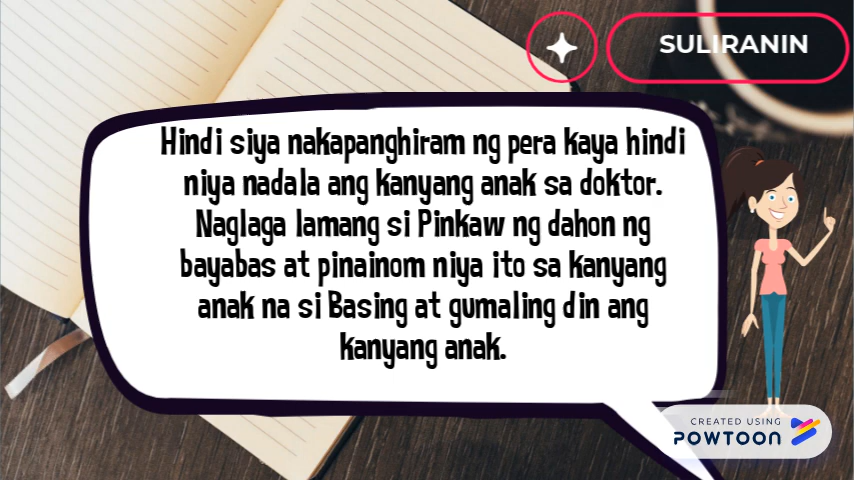 SULIRANIN
Hindi siya nakapanghiram ng pera kaya hindi
niya nadala ang kanyang anak sa doktor.
Naglaga lamang si Pinkaw ng dahon ng
bayabas at pinainom niya ito sa kanyang
anak na si Basing at gumaling din ang
kanyang anak.
CREATED USING
POWTOON